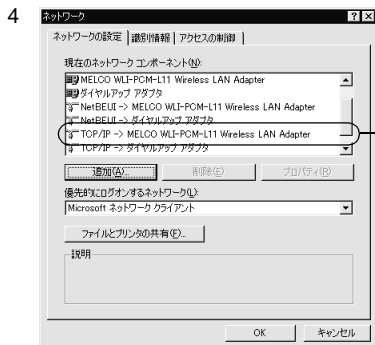 4
ネットワーク
ネットワークの設定 識別情報 アクセスの制御
現在のネットワーク コンポーネント(N):
MELCO WLI-PCM-L11 Wireless LAN Adapter
ダイヤルアップ アダプタ
NetBEUI -> MELCO WLI-PCM-L11 Wireless LAN Adapter
NetBEUI -> ダイヤルアップ アダプタ
TCP/IP -> MELCO WLI-PCM-L11 Wireless LAN Adapter
TCP/IP -> ダイヤルアップ アダプタ
追加(A)... 削除(E) プロパティ(R)
優先的にログオンするネットワーク(L):
Microsoft ネットワーク クライアント
ファイルとプリンタの共有(F)...
説明
OK キャンセル